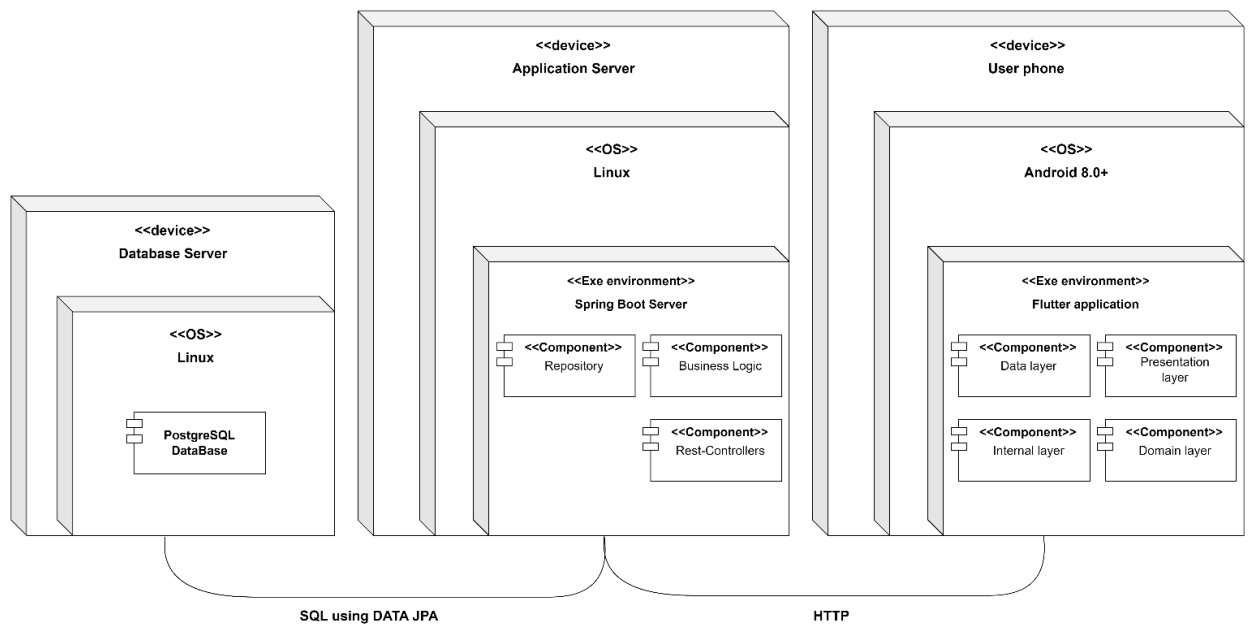 <<device>>
Database Server
<<OS>>
Linux
PostgreSQL
DataBase
<<device>>
Application Server
<<OS>>
Linux
<<Exe environment>>
Spring Boot Server
<<Component>>
Repository
<<Component>>
Business Logic
<<Component>>
Rest-Controllers
<<device>>
User phone
<<OS>>
Android 8.0+
<<Exe environment>>
Flutter application
<<Component>>
Data layer
<<Component>>
Presentation
layer
<<Component>>
Internal layer
<<Component>>
Domain layer
SQL using DATA JPA
HTTP